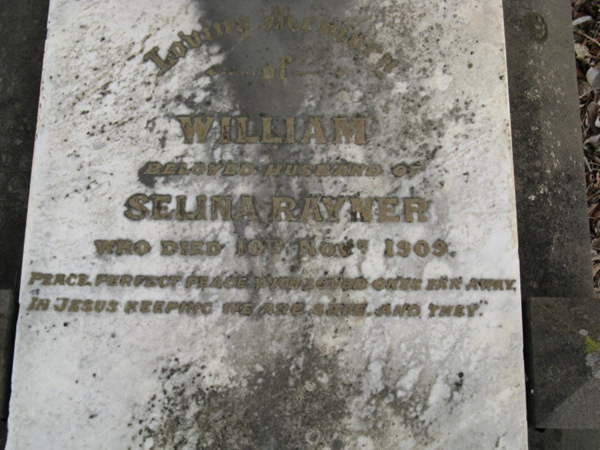 Loving Memory
of
WILLIAM
BELOVED HUSBAND OF
SELINA RAYNER
WHO DIED 10TH AUGT 1909.
PEACE, PERFECT PEACE, WITH LOVED ONES FAR AWAY,
IN JESUS KEEPING WE ARE SAFE, AND THEY."